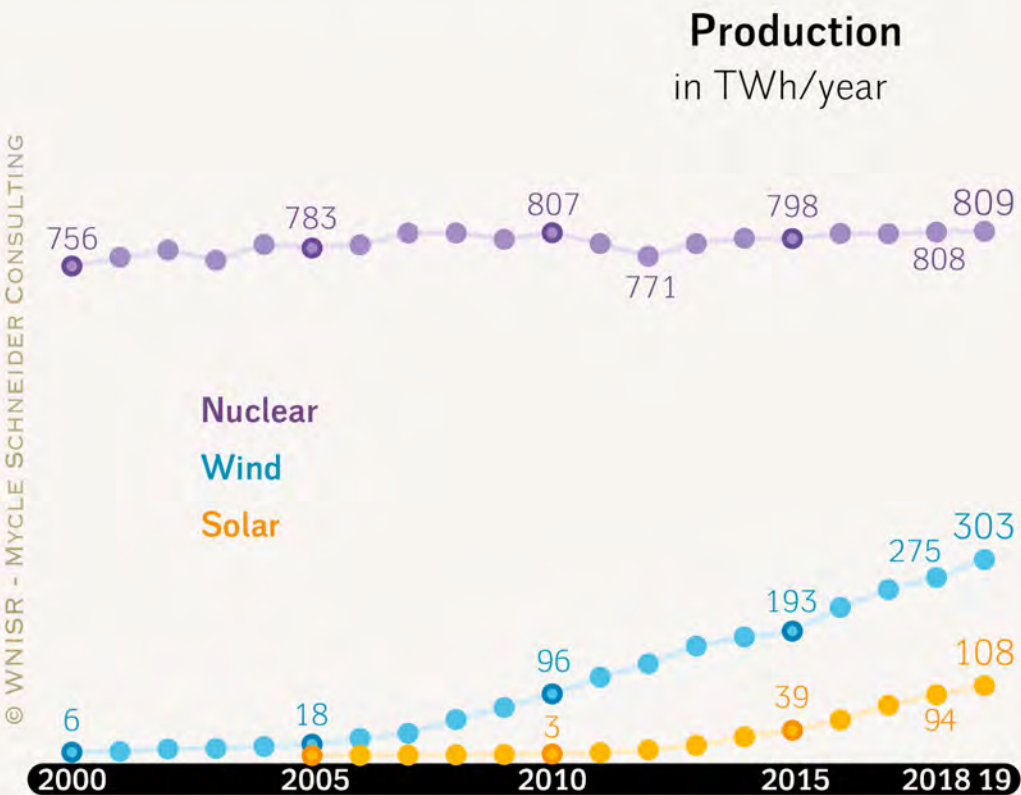 Production
in TWh/year
© WNISR - MYCLE SCHNEIDER CONSULTING
756
783
807
771
798
809
808
Nuclear
Wind
Solar
6
18
96
193
275
303
3
39
94
108
2000 2005 2010 2015 2018 19